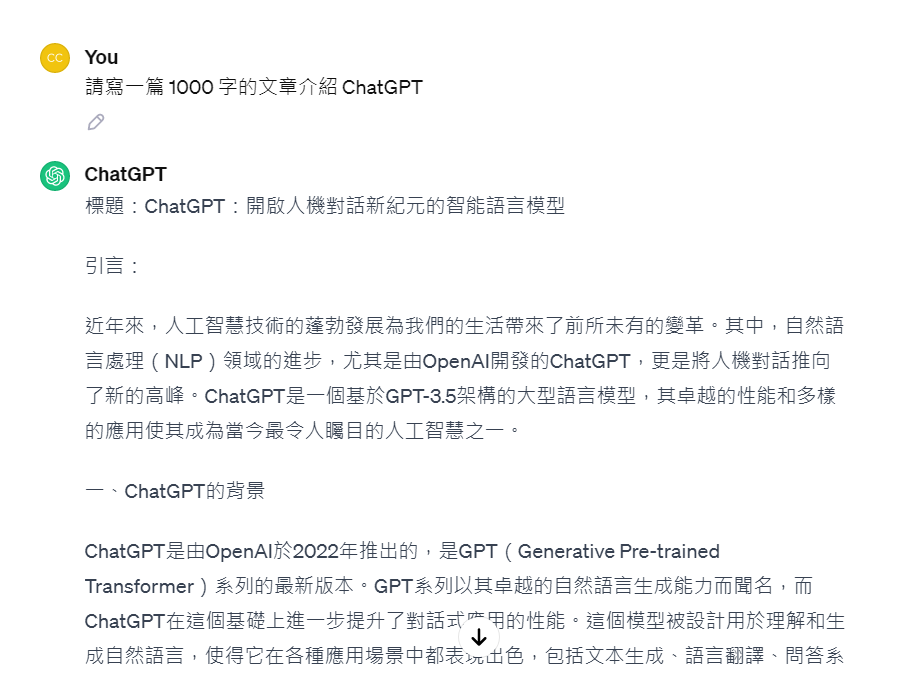 CC
You
請寫一篇 1000 字的文章介紹 ChatGPT
ChatGPT
標題：ChatGPT：開啟人機對話新紀元的智能語言模型
引言：
近年來，人工智慧技術的蓬勃發展為我們的生活帶來了前所未有的變革。其中，自然語
言處理（NLP）領域的進步，尤其是由OpenAI開發的ChatGPT，更是將人機對話推向
了新的高峰。ChatGPT是一個基於GPT-3.5架構的大型語言模型，其卓越的性能和多樣
的應用使其成為當今最令人矚目的人工智慧之一。
一、ChatGPT的背景
ChatGPT是由OpenAI於2022年推出的，是GPT（Generative Pre-trained
Transformer）系列的最新版本。GPT系列以其卓越的自然語言生成能力而聞名，而
ChatGPT在這個基礎上進一步提升了對話式應用的性能。這個模型被設計用於理解和生
成自然語言，使得它在各種應用場景中都表現出色，包括文本生成、語言翻譯、問答系